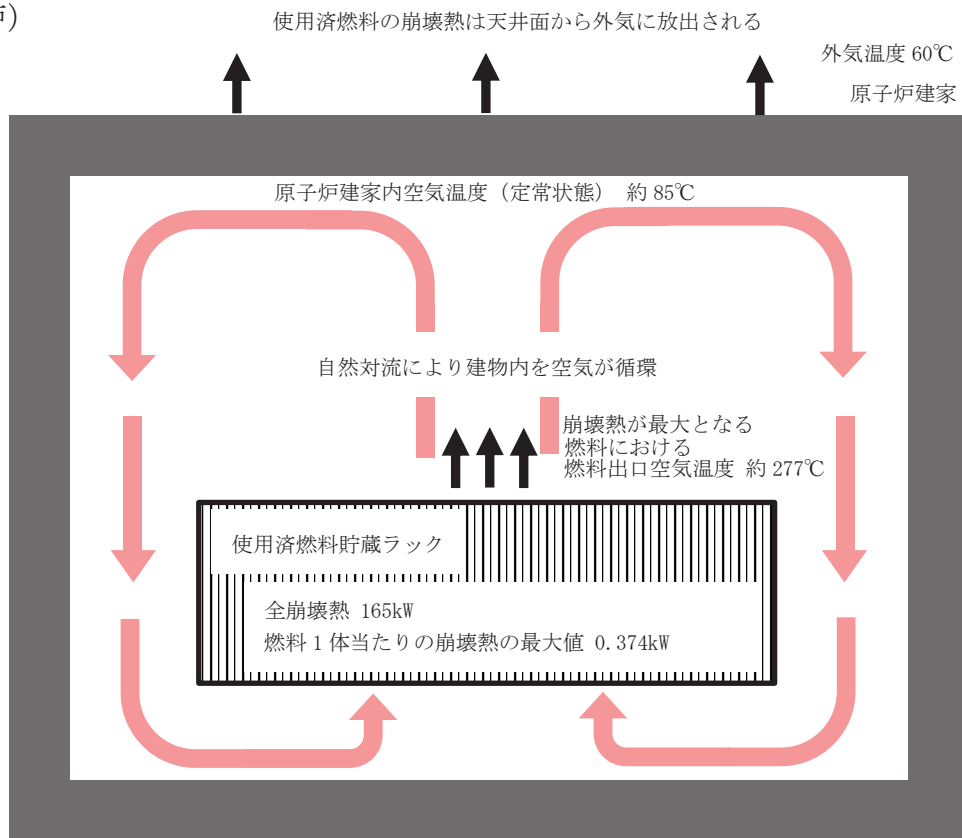 使用済燃料の崩壊熱は天井面から外気に放出される
外気温度 60℃
原子炉建家
原子炉建家内空気温度（定常状態） 約 85℃
自然対流により建物内を空気が循環
崩壊熱が最大となる
燃料における
燃料出口空気温度 約 277℃
使用済燃料貯蔵ラック
全崩壊熱 165kW
燃料 1 体当たりの崩壊熱の最大値 0.374kW